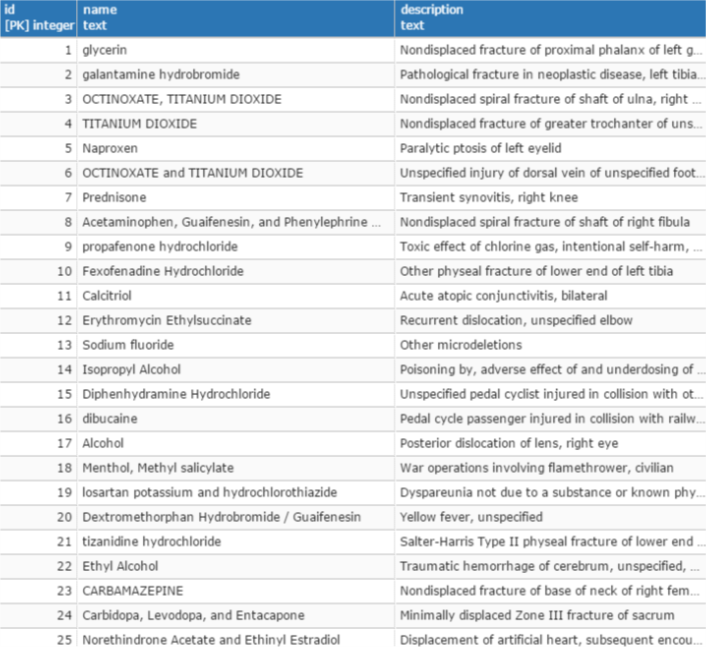 id name description
[PK] integer text text
1 glycerin Nondisplaced fracture of proximal phalanx of left g...
2 galantamine hydrobromide Pathological fracture in neoplastic disease, left tibia...
3 OCTINOXATE, TITANIUM DIOXIDE Nondisplaced spiral fracture of shaft of ulna, right ...
4 TITANIUM DIOXIDE Nondisplaced fracture of greater trochanter of uns...
5 Naproxen Paralytic ptosis of left eyelid
6 OCTINOXATE and TITANIUM DIOXIDE Unspecified injury of dorsal vein of unspecified foot...
7 Prednisone Transient synovitis, right knee
8 Acetaminophen, Guaifenesin, and Phenylephrine ... Nondisplaced spiral fracture of shaft of right fibula
9 propafenone hydrochloride Toxic effect of chlorine gas, intentional self-harm, ...
10 Fexofenadine Hydrochloride Other physeal fracture of lower end of left tibia
11 Calcitriol Acute atopic conjunctivitis, bilateral
12 Erythromycin Ethylsuccinate Recurrent dislocation, unspecified elbow
13 Sodium fluoride Other microdeletions
14 Isopropyl Alcohol Poisoning by, adverse effect of and underdosing of ...
15 Diphenhydramine Hydrochloride Unspecified pedal cyclist injured in collision with ot...
16 dibucaine Pedal cycle passenger injured in collision with railw...
17 Alcohol Posterior dislocation of lens, right eye
18 Menthol, Methyl salicylate War operations involving flamethrower, civilian
19 losartan potassium and hydrochlorothiazide Dyspareunia not due to a substance or known phy...
20 Dextromethorphan Hydrobromide / Guaifenesin Yellow fever, unspecified
21 tizanidine hydrochloride Salter-Harris Type II physeal fracture of lower end ...
22 Ethyl Alcohol Traumatic hemorrhage of cerebrum, unspecified, ...
23 CARBAMAZEPINE Nondisplaced fracture of base of neck of right fem...
24 Carbidopa, Levodopa, and Entacapone Minimally displaced Zone III fracture of sacrum
25 Norethindrone Acetate and Ethinyl Estradiol Displacement of artificial heart, subsequent encou...